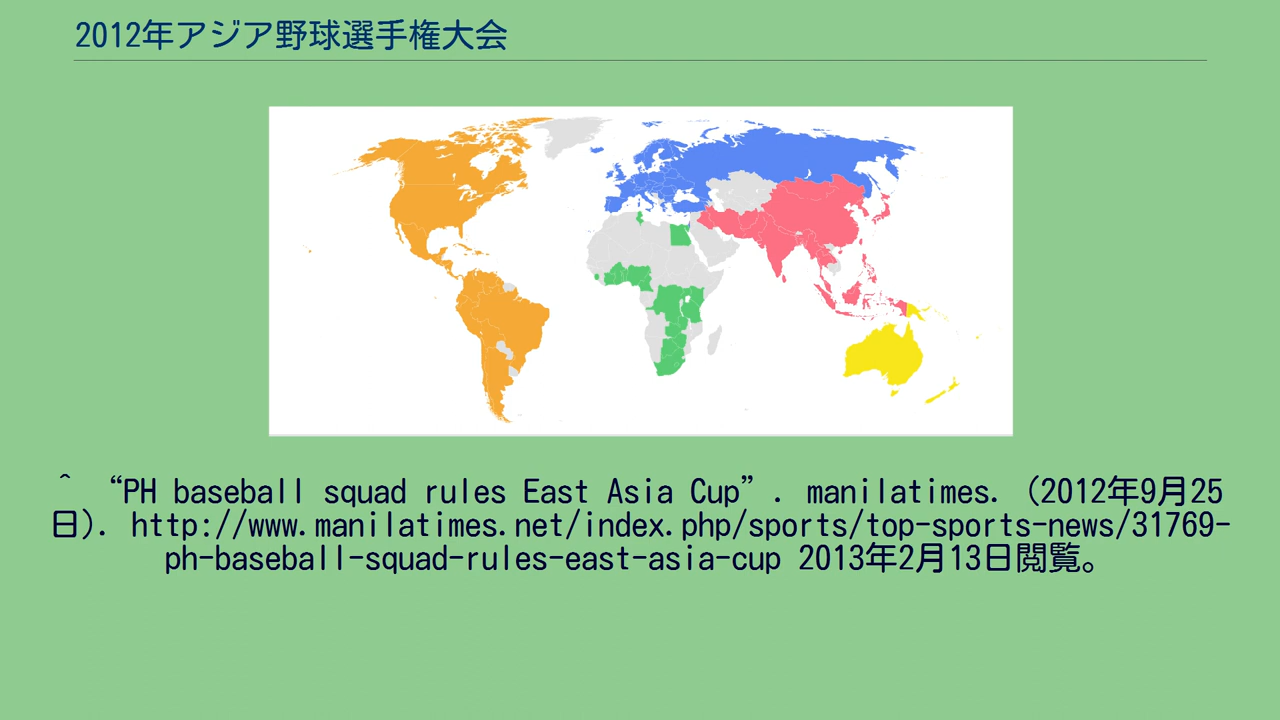 2012年アジア野球選手権大会
^ “PH baseball squad rules East Asia Cup”. manilatimes. (2012年9月25
日). http://www.manilatimes.net/index.php/sports/top-sports-news/31769-
ph-baseball-squad-rules-east-asia-cup 2013年2月13日閲覧。